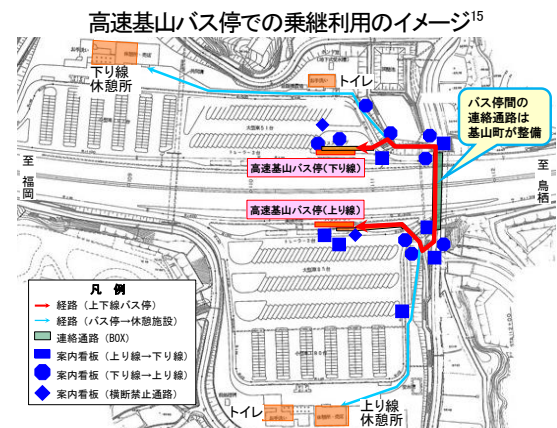 高速基山バス停での乗継利用のイメージ15
下り線
休憩所
トイレ
バス停間の
連絡通路は
基山町が整備
至
福
岡
至
鳥
栖
高速基山バス停(下り線)
高速基山バス停(上り線)
凡 例
経路(上下線バス停)
経路(バス停→休憩施設)
連絡通路(BOX)
案内看板(上り線→下り線)
案内看板(下り線→上り線)
案内看板(横断禁止通路)
トイレ
上り線
休憩所